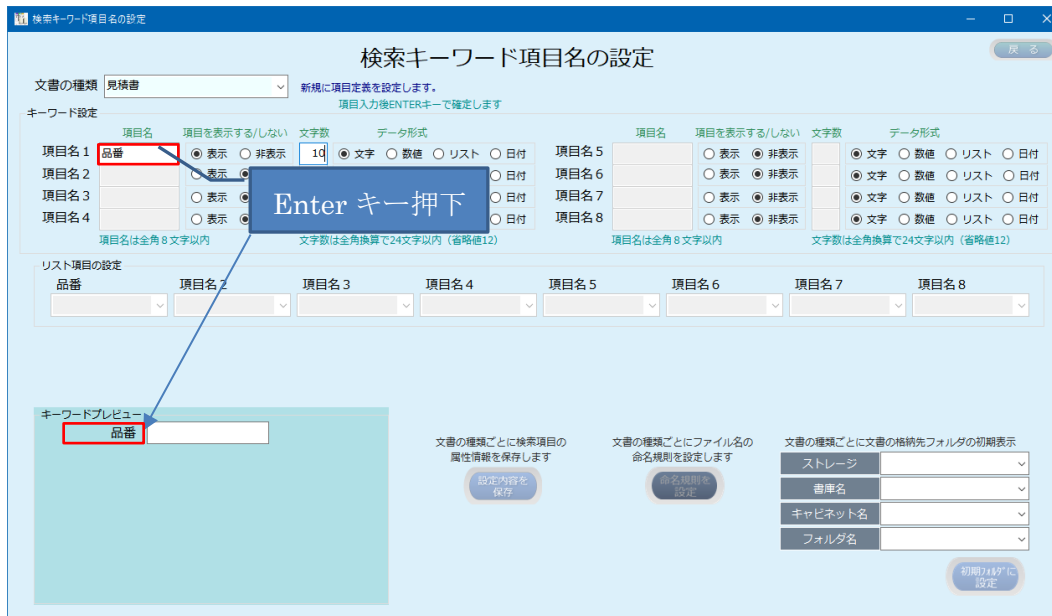 検索キーワード項目名の設定
検索キーワード項目名の設定
戻 る
文書の種類 見積書 新規に項目定義を設定します。
項目入力後ENTERキーで確定します
キーワード設定
項目名 項目を表示する/しない 文字数 データ形式 項目名 項目を表示する/しない 文字数 データ形式
項目名1 品番 表示 非表示 10 文字 数値 リスト 日付 項目名5 表示 非表示 文字 数値 リスト 日付
項目名2 表示 日付 項目名6 表示 非表示 文字 数値 リスト 日付
項目名3 表示 日付 項目名7 表示 非表示 文字 数値 リスト 日付
項目名4 表示 日付 項目名8 表示 非表示 文字 数値 リスト 日付
Enter キー押下
項目名は全角8文字以内 文字数は全角換算で24文字以内（省略値12） 項目名は全角8文字以内 文字数は全角換算で24文字以内（省略値12）
リスト項目の設定
品番 項目名2 項目名3 項目名4 項目名5 項目名6 項目名7 項目名8
キーワードプレビュー
品番
文書の種類ごとに検索項目の
属性情報を保存します
設定内容を
保存
文書の種類ごとにファイル名の
命名規則を設定します
命名規則を
設定
文書の種類ごとに文書の格納先フォルダの初期表示
ストレージ
書庫名
キャビネット名
フォルダ名
初期ﾌｫﾙﾀﾞに
設定